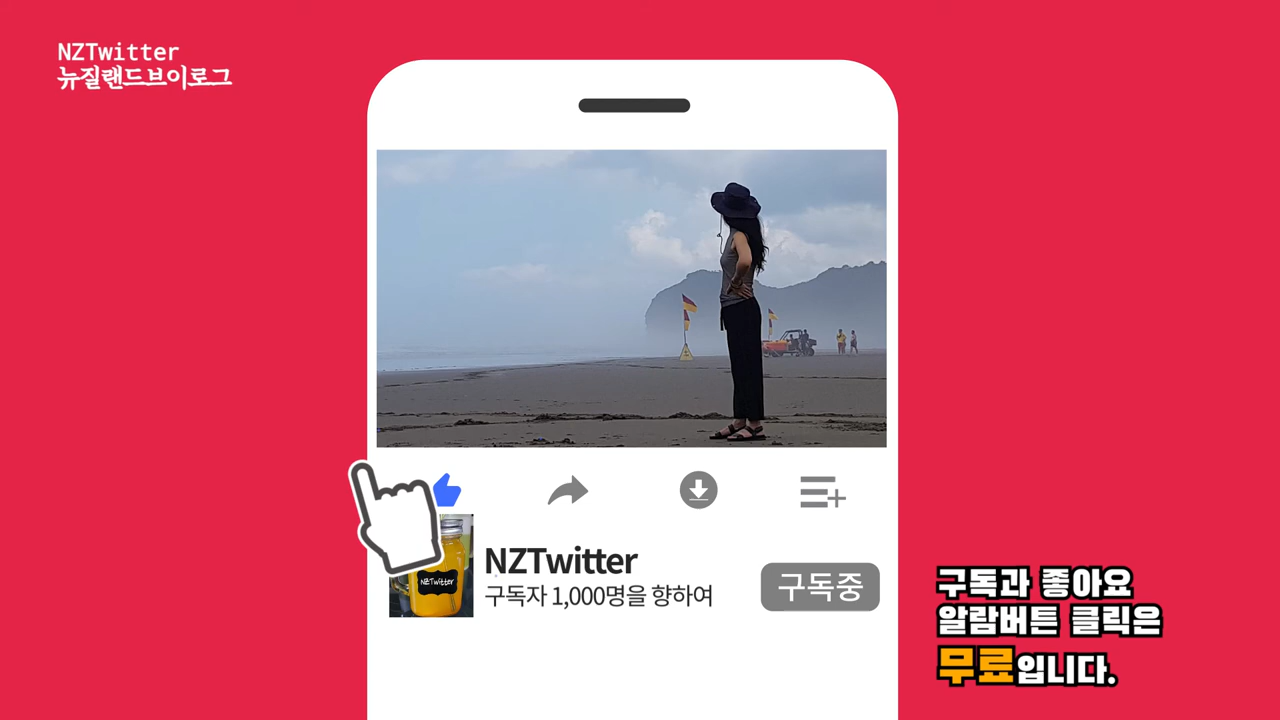 NZTwitter
뉴질랜드브이로그
NZTwitter
NZTwitter
구독자 1,000명을 향하여
구독중
구독과 좋아요
알람버튼 클릭은
무료입니다.